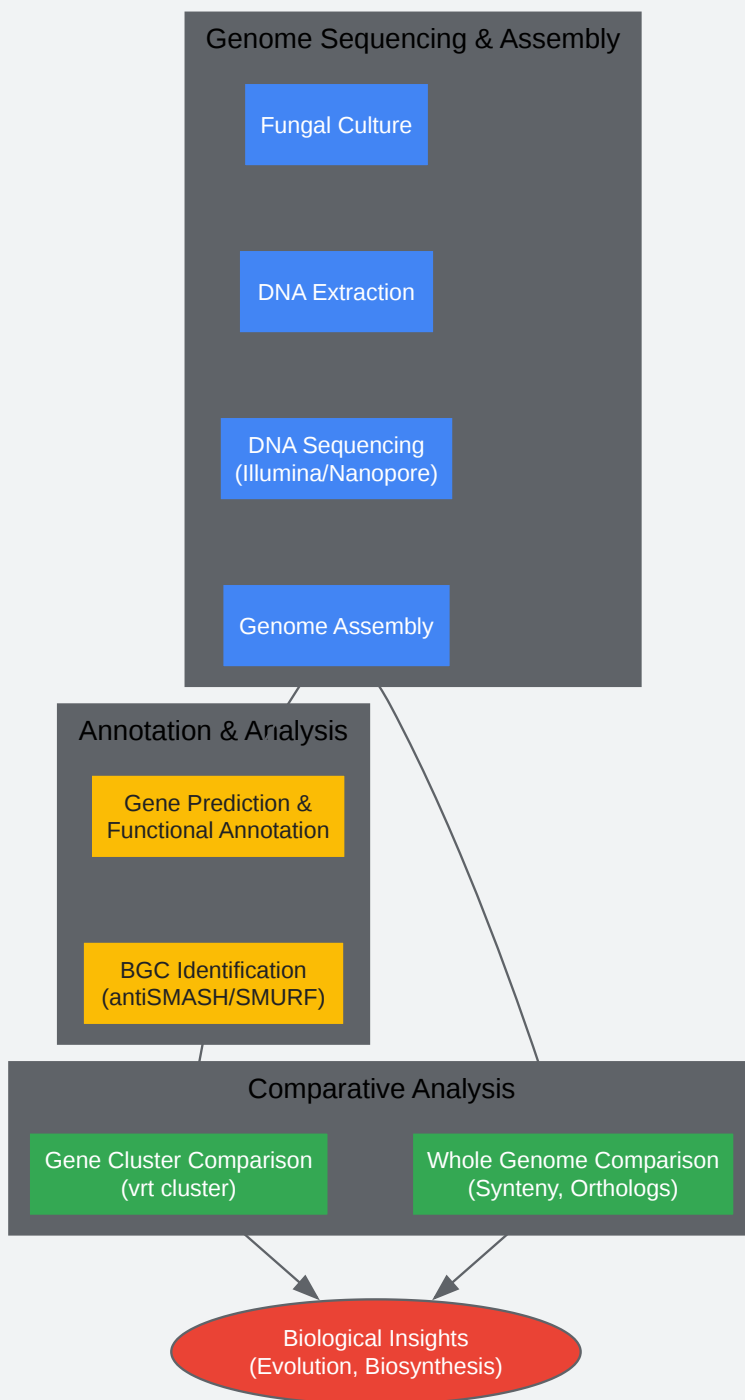 Genome Sequencing & Assembly
Fungal Culture
DNA Extraction
DNA Sequencing
(Illumina/Nanopore)
Genome Assembly
Annotation & Analysis
Gene Prediction &
Functional Annotation
BGC Identification
(antiSMASH/SMURF)
Comparative Analysis
Gene Cluster Comparison
(vrt cluster)
Whole Genome Comparison
(Synteny, Orthologs)
Biological Insights
(Evolution, Biosynthesis)